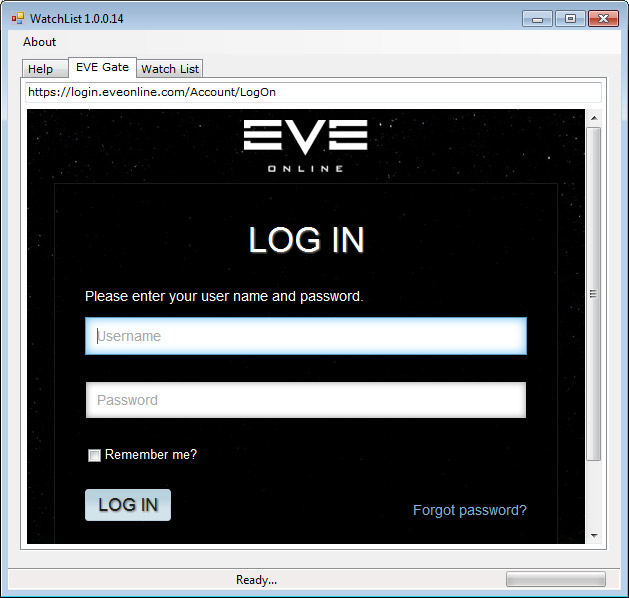 WatchList 1.0.0.14
About
Help
EVE Gate
Watch List
https://login.eveonline.com/Account/LogOn
EVE
ONLINE
LOG IN
Please enter your user name and password.
Username
Password
Remember me?
LOG IN
Forgot password?
Ready...